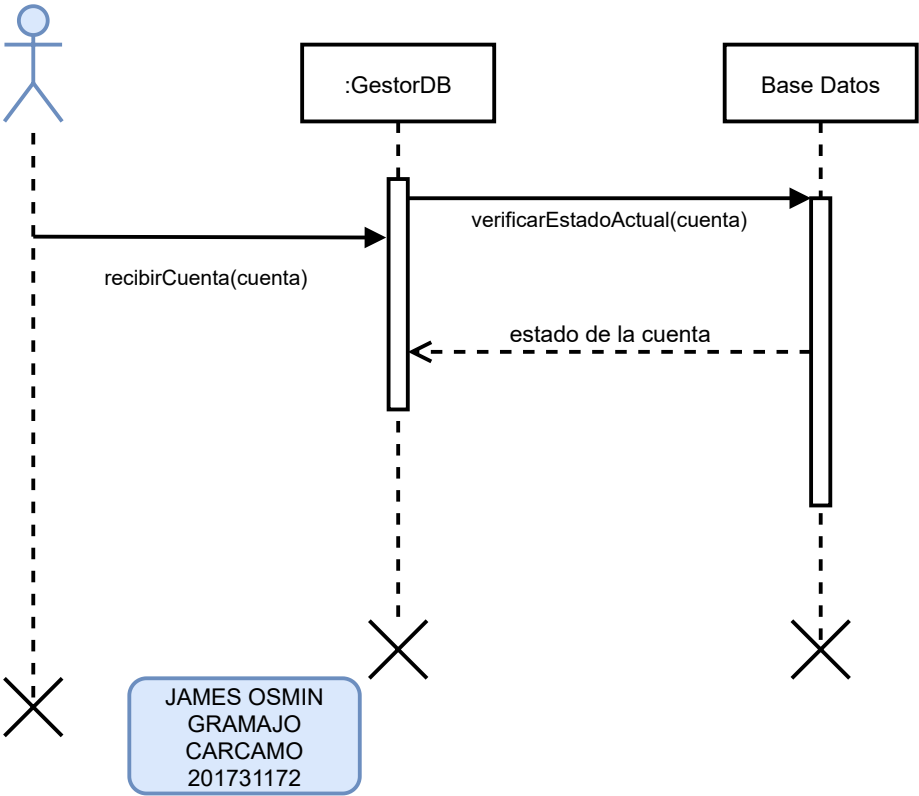 :GestorDB
Base Datos
verificarEstadoActual(cuenta)
recibirCuenta(cuenta)
estado de la cuenta
JAMES OSMIN
GRAMAJO
CARCAMO
201731172